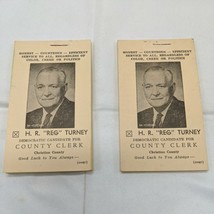 HONEST - COURTEOUS - EFFICIENT
SERVICE TO ALL, REGARDLESS OF
COLOR, CREED OR POLITICS
H. R. "REG" TURNEY
DEMOCRATIC CANDIDATE FOR
COUNTY CLERK
Christian County
Good Luck to You Always—
HONEST - COURTEOUS - EFFICIENT
SERVICE TO ALL, REGARDLESS OF
COLOR, CREED OR POLITICS
H. R. "REG" TURNEY
DEMOCRATIC CANDIDATE FOR
COUNTY CLERK
Christian County
Good Luck to You Always—